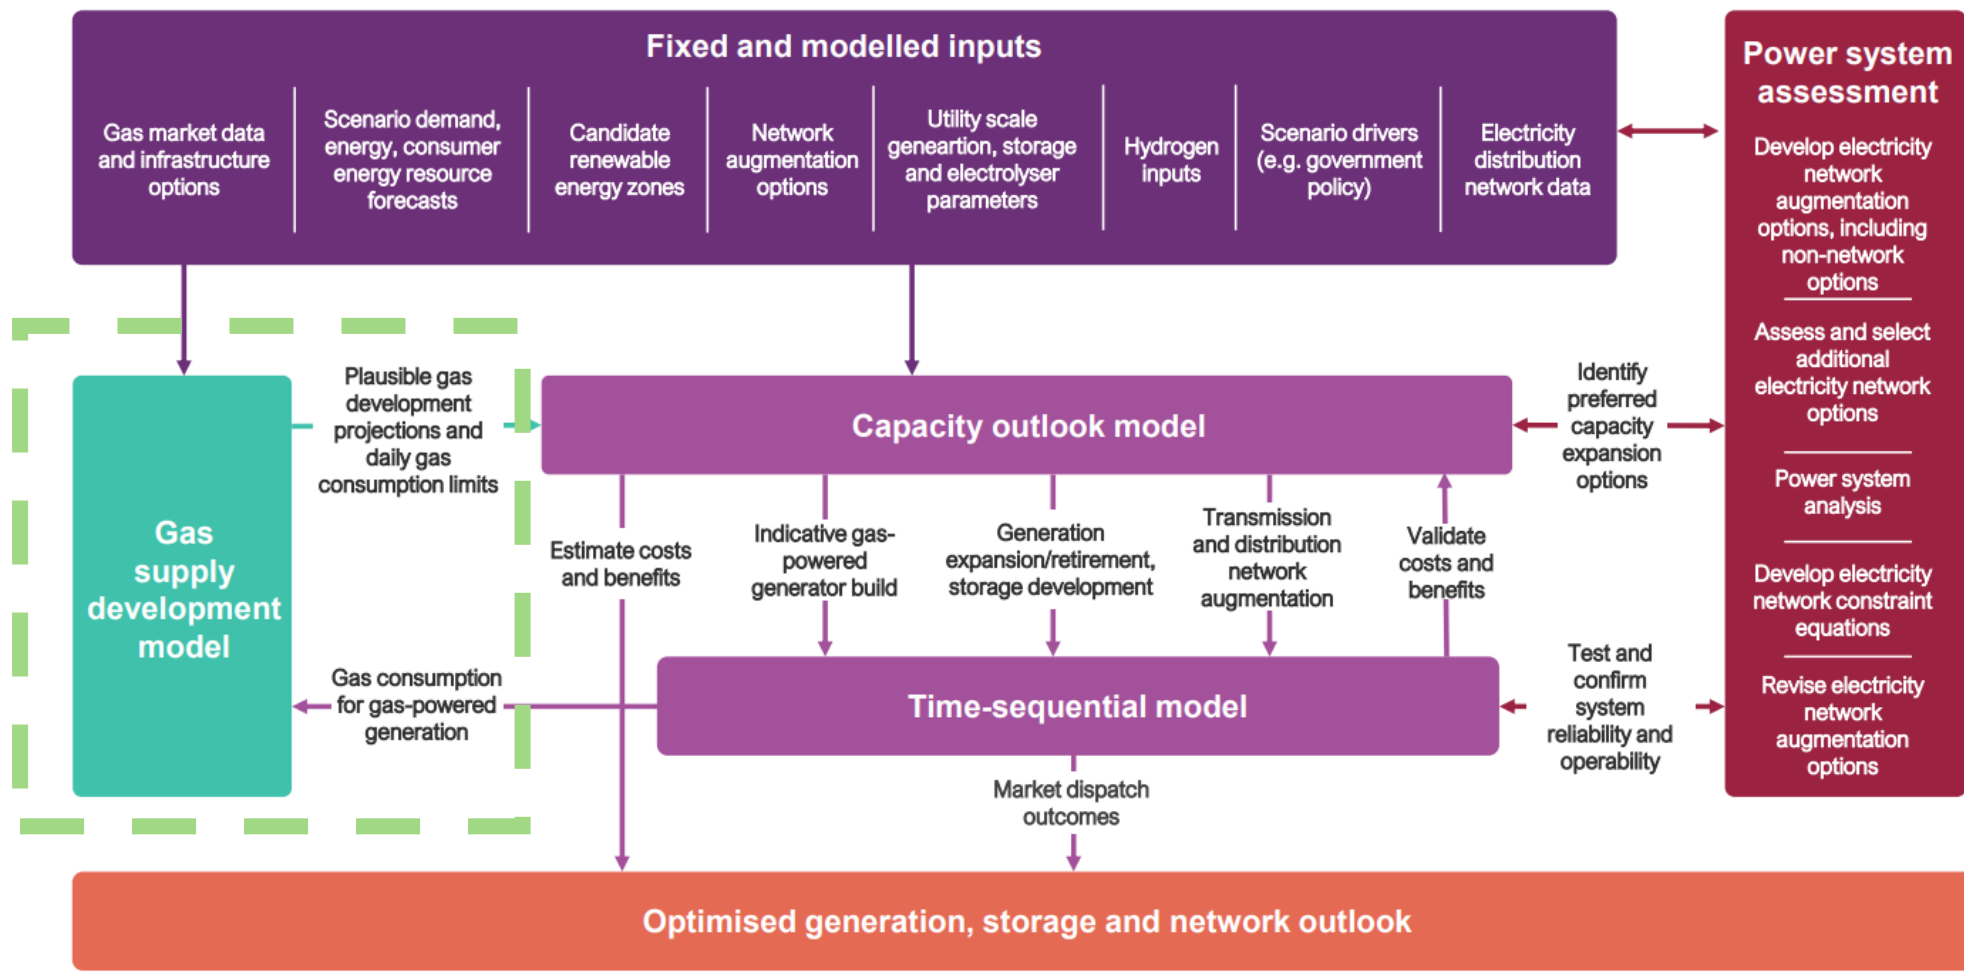 Fixed and modelled inputs
Gas market data
and infrastructure
options
Scenario demand,
energy, consumer
energy resource
forecasts
Candidate
renewable
energy zones
Network
augmentation
options
Utility scale
geneartion, storage
and electrolyser
parameters
Hydrogen
inputs
Scenario drivers
(e.g. government
policy)
Electricity
distribution
network data
Power system
assessment
Develop electricity
network
augmentation
options, including
non-network
options
Assess and select
additional
electricity network
options
Power system
analysis
Develop electricity
network constraint
equations
Revise electricity
network
augmentation
options
Gas
supply
development
model
Plausible gas
development
projections and
daily gas
consumption limits
Gas consumption
for gas-powered
generation
Capacity outlook model
Identify
preferred
capacity
expansion
options
Estimate costs
and benefits
Indicative gas-
powered
generator build
Generation
expansion/retirement,
storage development
Transmission
and distribution
network
augmentation
Validate
costs and
benefits
Time-sequential model
Test and
confirm
system
reliability and
operability
Market dispatch
outcomes
Optimised generation, storage and network outlook